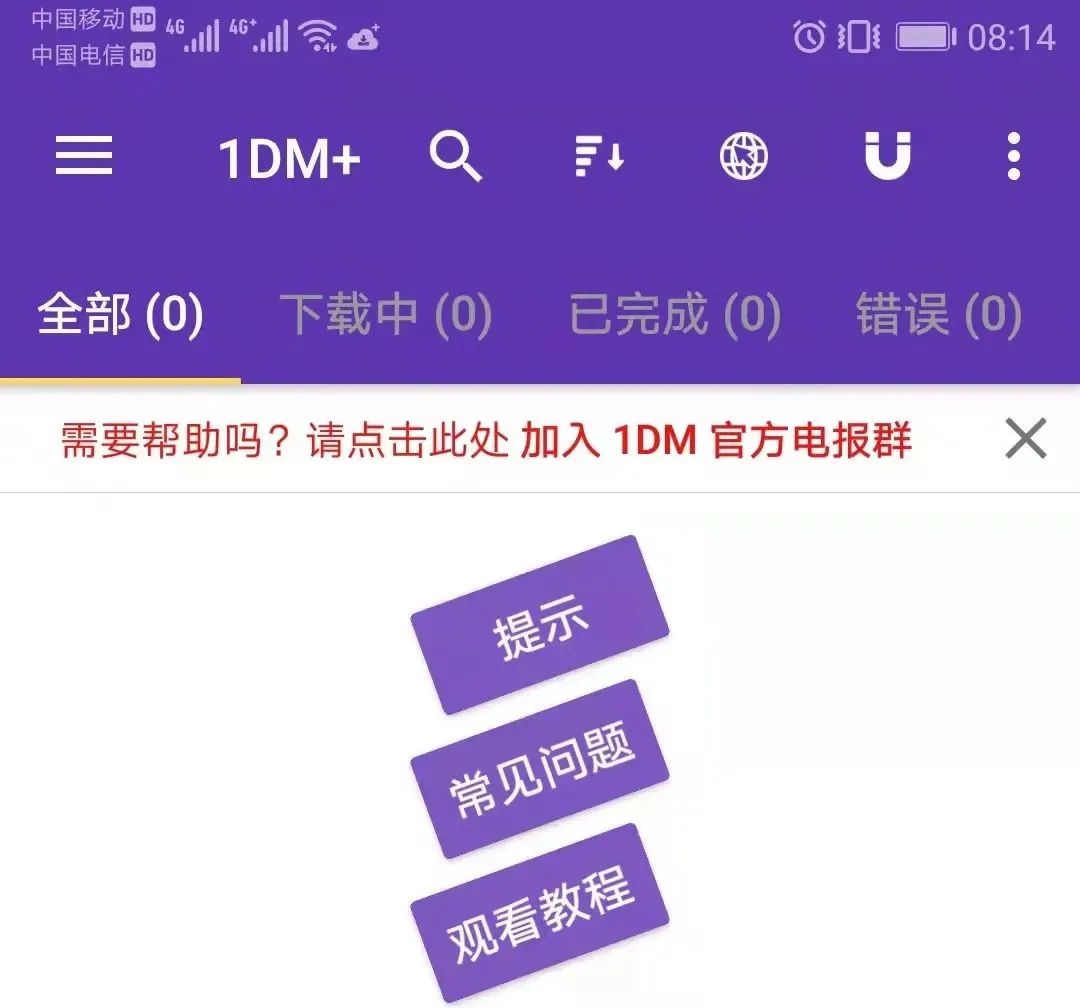 中国移动 HD 4G 4G+ 08:14
中国电信 HD
1DM+
全部 (0) 下载中 (0) 已完成 (0) 错误 (0)
需要帮助吗？请点击此处 加入 1DM 官方电报群
提示
常见问题
观看教程